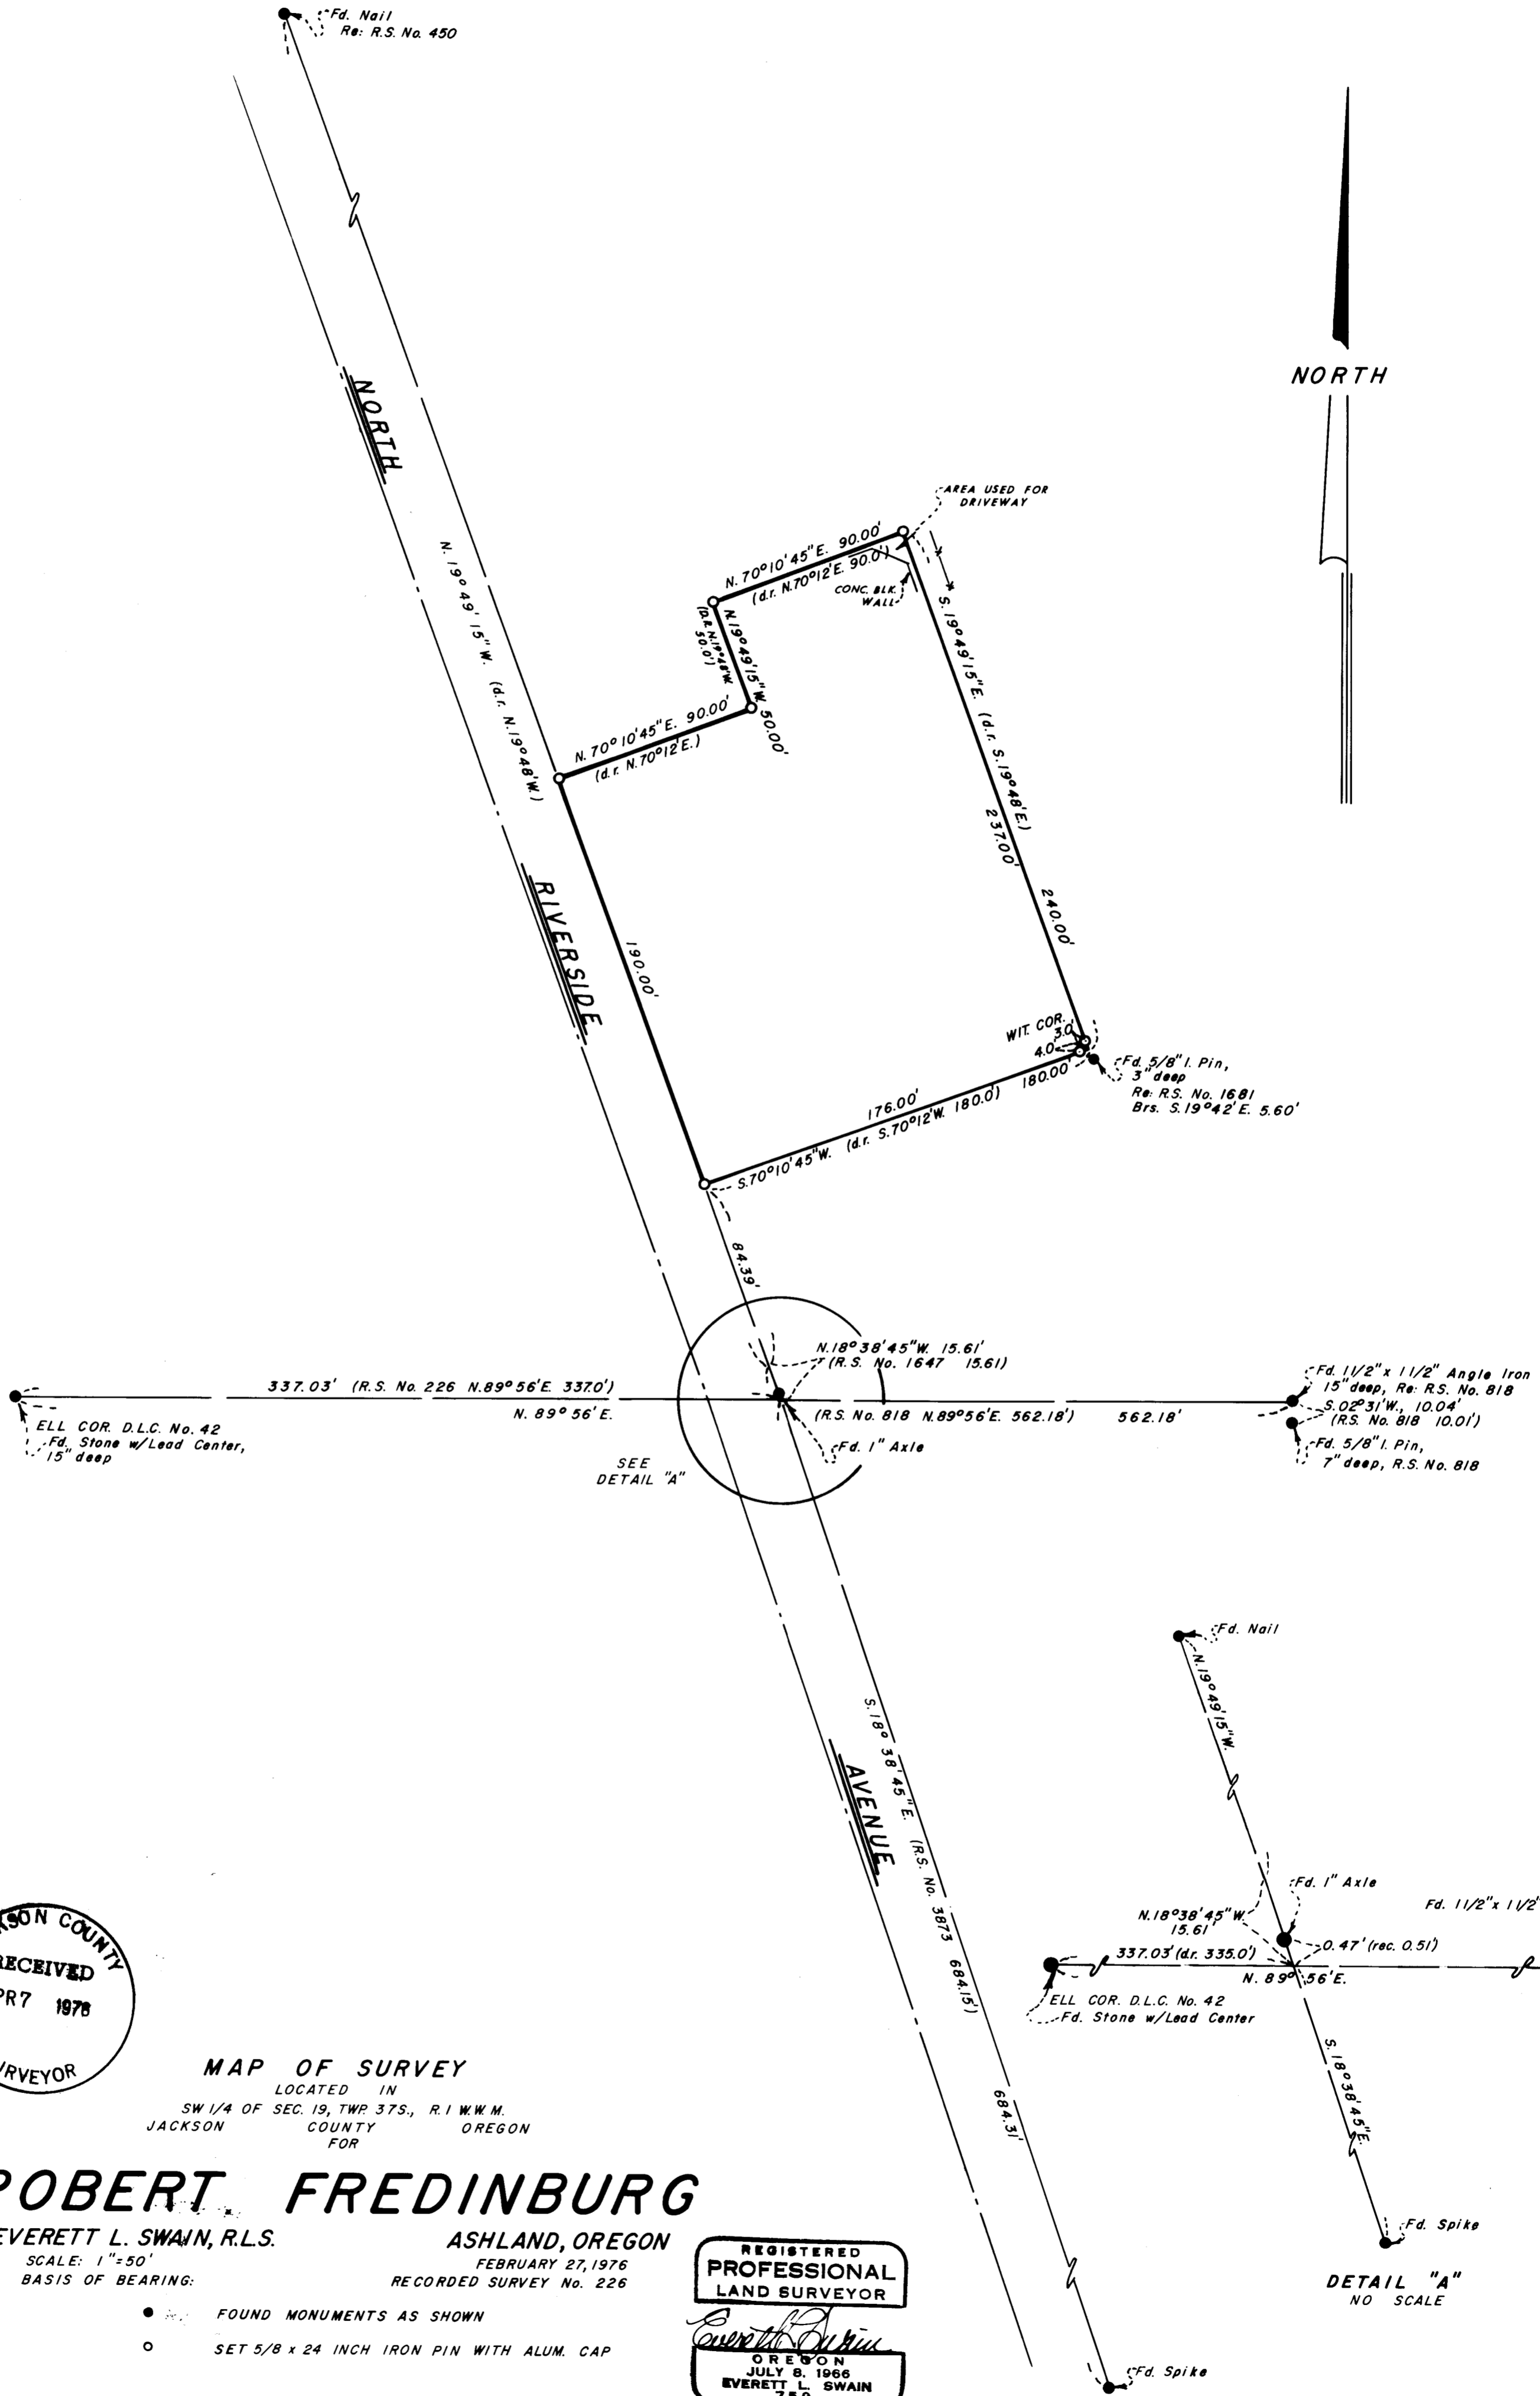 Fd. Nail
Re: R.S. No. 450
NORTH
NORTH
N. 19°49'15"W. (d.r. N.19°48'W.)
AREA USED FOR
DRIVEWAY
N. 70°10'45"E. 90.00'
(d.r. N.70°12'E. 90.0')
CONC. BLK.
WALL
N.19°49'15"W. 50.00'
(D.R. N.19°48'W.
50.0')
N. 70°10'45"E. 90.00'
(d.r. N.70°12'E.)
S. 19°49'15"E. (d.r. S.19°48'E.)
237.00'
240.00'
RIVERSIDE
190.00'
WIT. COR.
3.0'
4.0'
180.00'
Fd. 5/8" I. Pin,
3" deep
Re: R.S. No. 1681
Brs. S.19°42'E. 5.60'
176.00'
S.70°10'45"W. (d.r. S.70°12'W. 180.0')
84.39'
N.18°38'45"W. 15.61'
(R.S. No. 1647 15.61)
337.03' (R.S. No. 226 N.89°56'E. 337.0')
N. 89°56'E.
(R.S. No. 818 N.89°56'E. 562.18') 562.18'
Fd. 1 1/2" x 1 1/2" Angle Iron
15" deep, Re: R.S. No. 818
S.02°31'W., 10.04'
(R.S. No. 818 10.01')
Fd. 5/8" I. Pin,
7" deep, R.S. No. 818
ELL COR. D.L.C. No. 42
Fd. Stone w/Lead Center,
15" deep
Fd. 1" Axle
SEE
DETAIL "A"
S.18°38'45"E. (R.S. No. 3873 684.15')
684.31'
AVENUE
Fd. Spike
Fd. Nail
N.19°49'15"W.
Fd. 1" Axle
Fd. 1 1/2" x 1 1/2"
N.18°38'45"W.
15.61'
0.47' (rec. 0.51')
337.03' (d.r. 335.0')
N. 89°56'E.
ELL COR. D.L.C. No. 42
Fd. Stone w/Lead Center
S. 18°38'45"E.
Fd. Spike
DETAIL "A"
NO SCALE
KSON COUNTY
RECEIVED
PR 7 1976
RVEYOR
MAP OF SURVEY
LOCATED IN
SW 1/4 OF SEC. 19, TWP. 37S., R. 1 W. W. M.
JACKSON COUNTY OREGON
FOR
ROBERT FREDINBURG
EVERETT L. SWAIN, R.L.S. ASHLAND, OREGON
SCALE: 1"=50' FEBRUARY 27, 1976
BASIS OF BEARING: RECORDED SURVEY No. 226
FOUND MONUMENTS AS SHOWN
SET 5/8 x 24 INCH IRON PIN WITH ALUM. CAP
REGISTERED
PROFESSIONAL
LAND SURVEYOR
Everett L. Swain
OREGON
JULY 8, 1966
EVERETT L. SWAIN